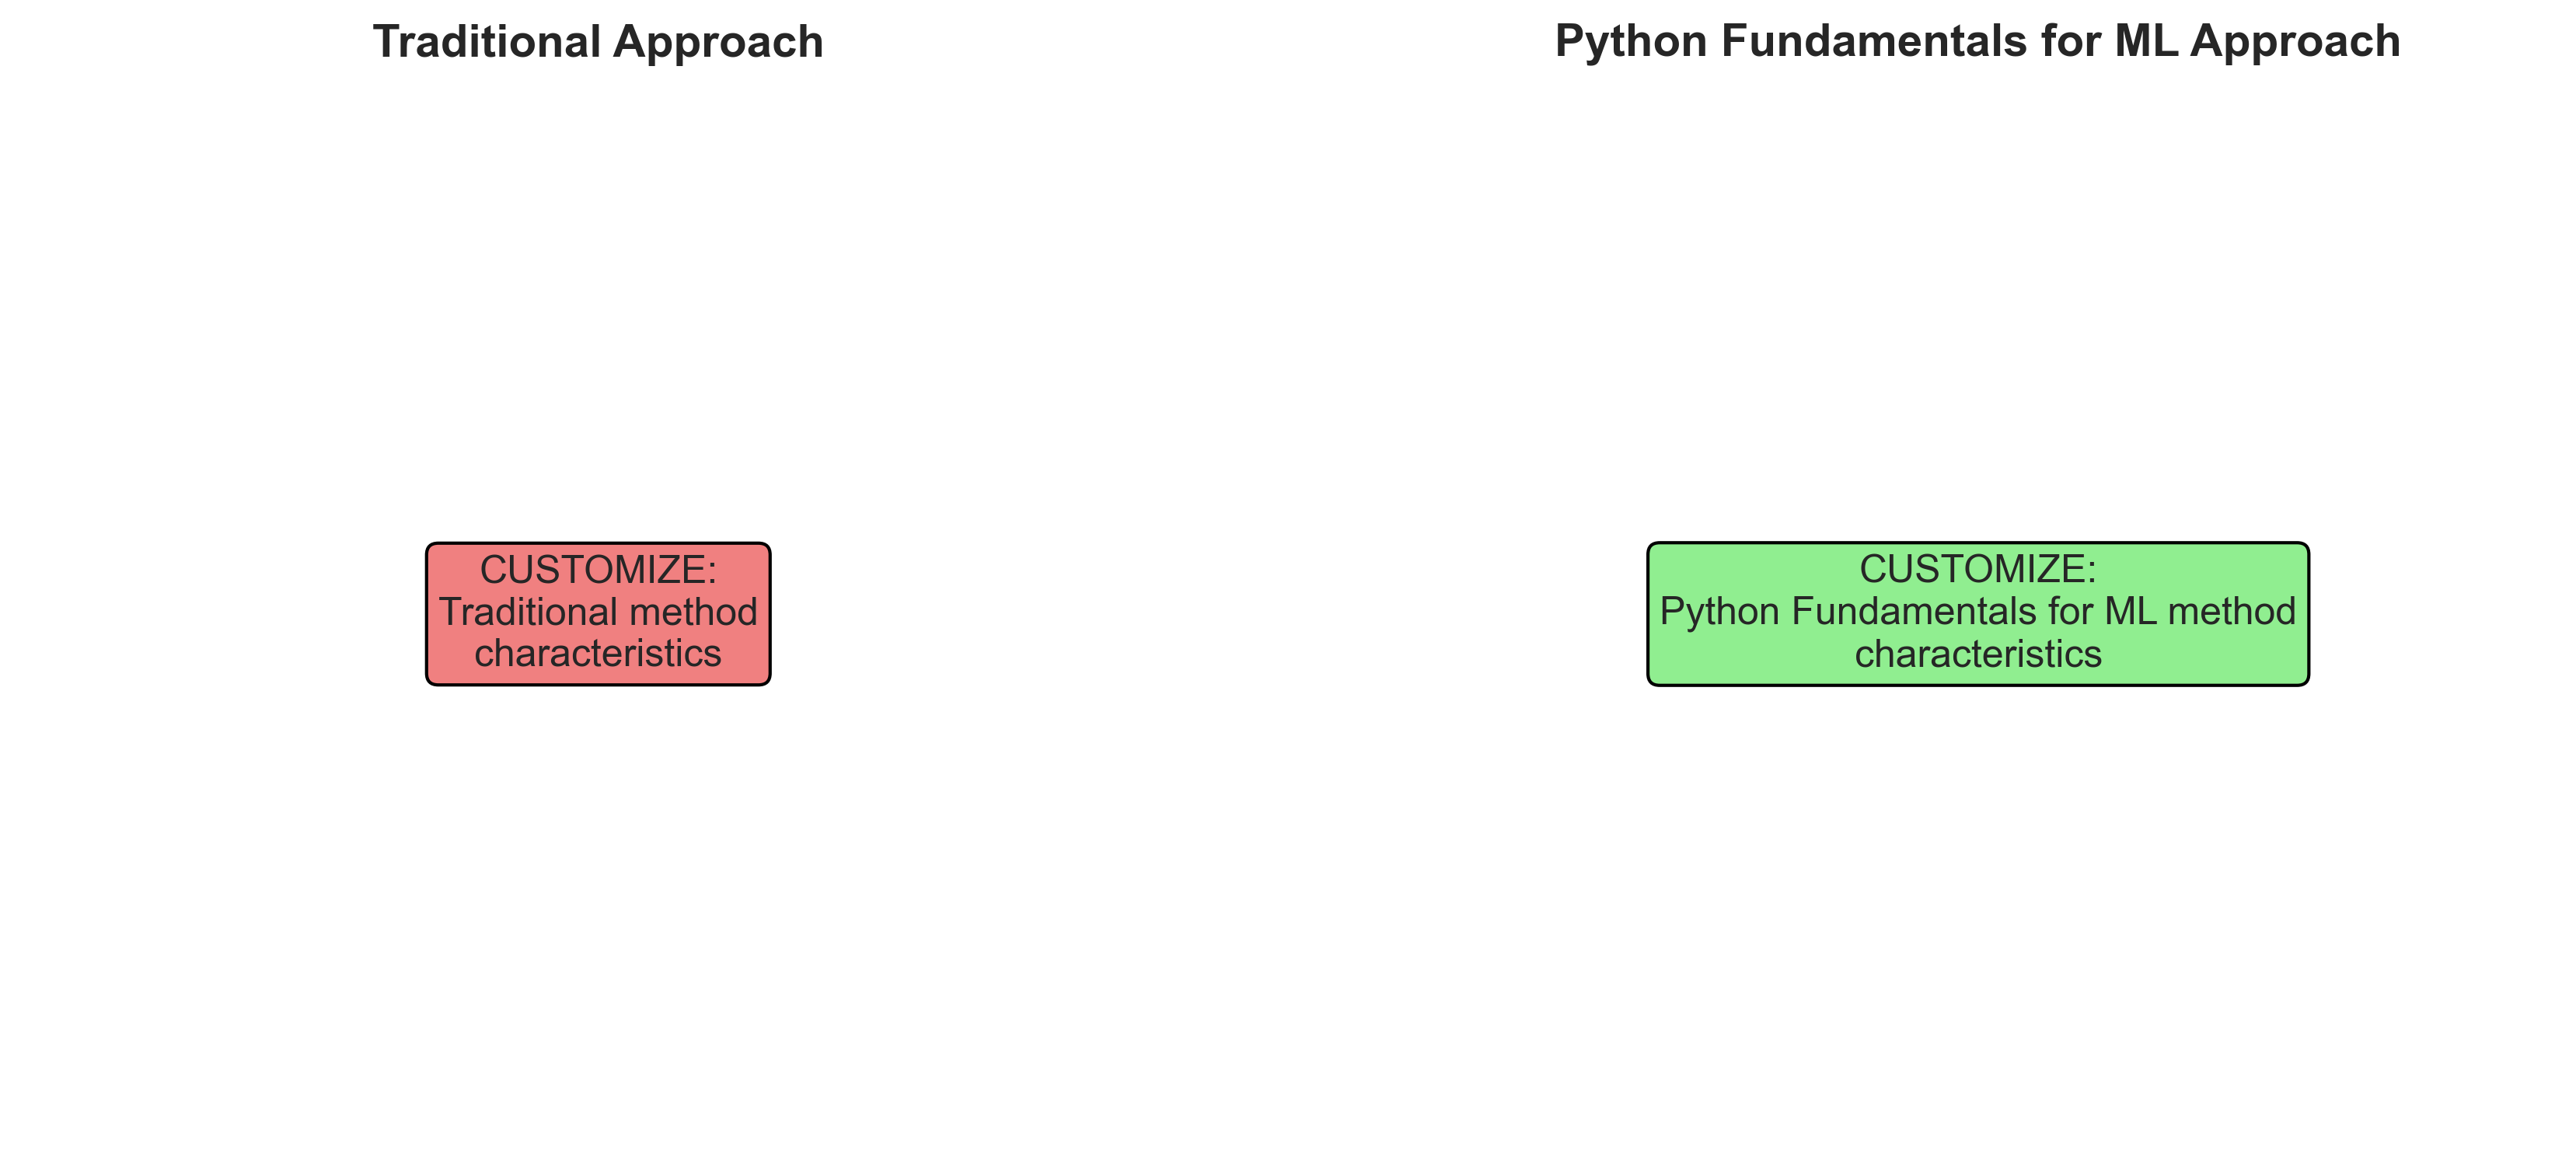 Traditional Approach
Python Fundamentals for ML Approach
CUSTOMIZE:
Traditional method
characteristics
CUSTOMIZE:
Python Fundamentals for ML method
characteristics